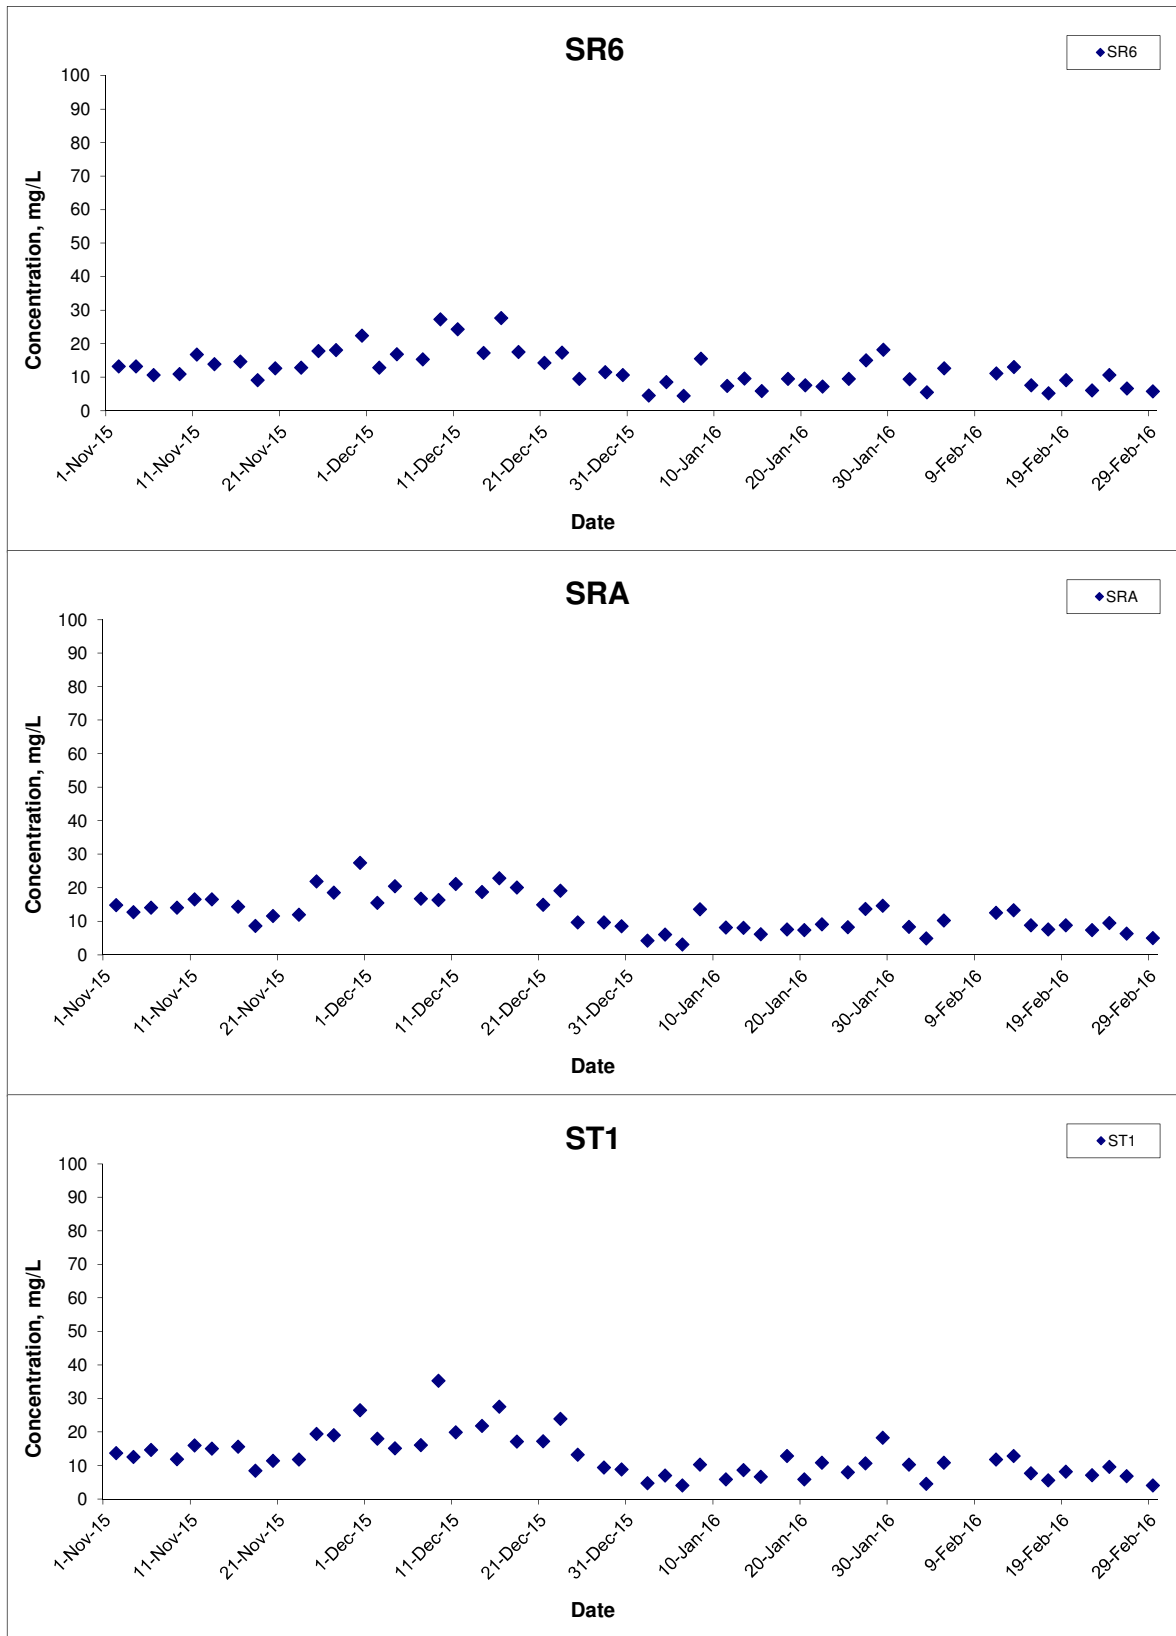 SR6
SR6
100
90
80
70
60
50
40
30
20
10
0
Concentration, mg/L
1-Nov-15
11-Nov-15
21-Nov-15
1-Dec-15
11-Dec-15
21-Dec-15
31-Dec-15
10-Jan-16
20-Jan-16
30-Jan-16
9-Feb-16
19-Feb-16
29-Feb-16
Date
SRA
SRA
100
90
80
70
60
50
40
30
20
10
0
Concentration, mg/L
1-Nov-15
11-Nov-15
21-Nov-15
1-Dec-15
11-Dec-15
21-Dec-15
31-Dec-15
10-Jan-16
20-Jan-16
30-Jan-16
9-Feb-16
19-Feb-16
29-Feb-16
Date
ST1
ST1
100
90
80
70
60
50
40
30
20
10
0
Concentration, mg/L
1-Nov-15
11-Nov-15
21-Nov-15
1-Dec-15
11-Dec-15
21-Dec-15
31-Dec-15
10-Jan-16
20-Jan-16
30-Jan-16
9-Feb-16
19-Feb-16
29-Feb-16
Date